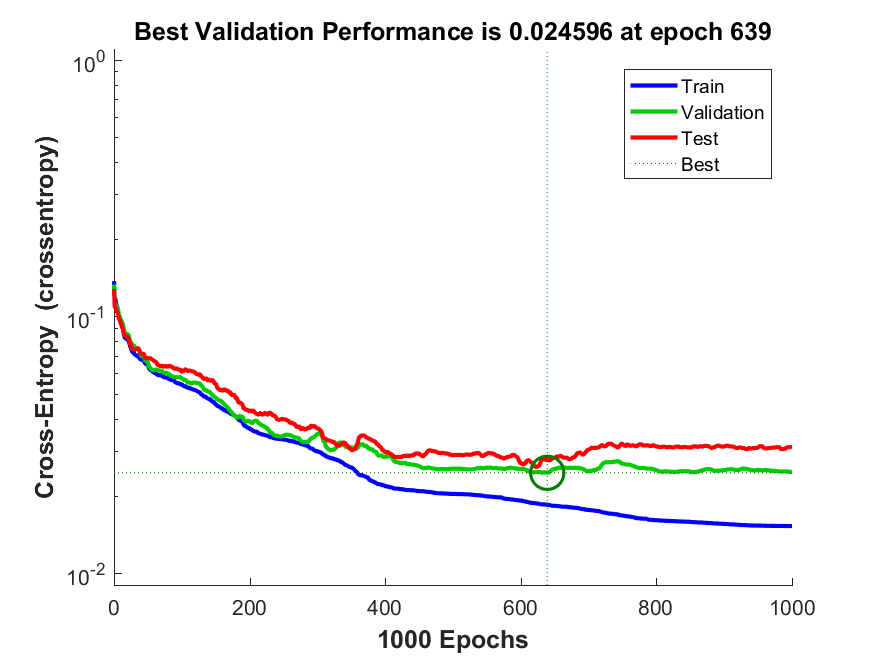 Best Validation Performance is 0.024596 at epoch 639
10^0
10^-1
10^-2
Cross-Entropy (crossentropy)
Train
Validation
Test
Best
0 200 400 600 800 1000
1000 Epochs